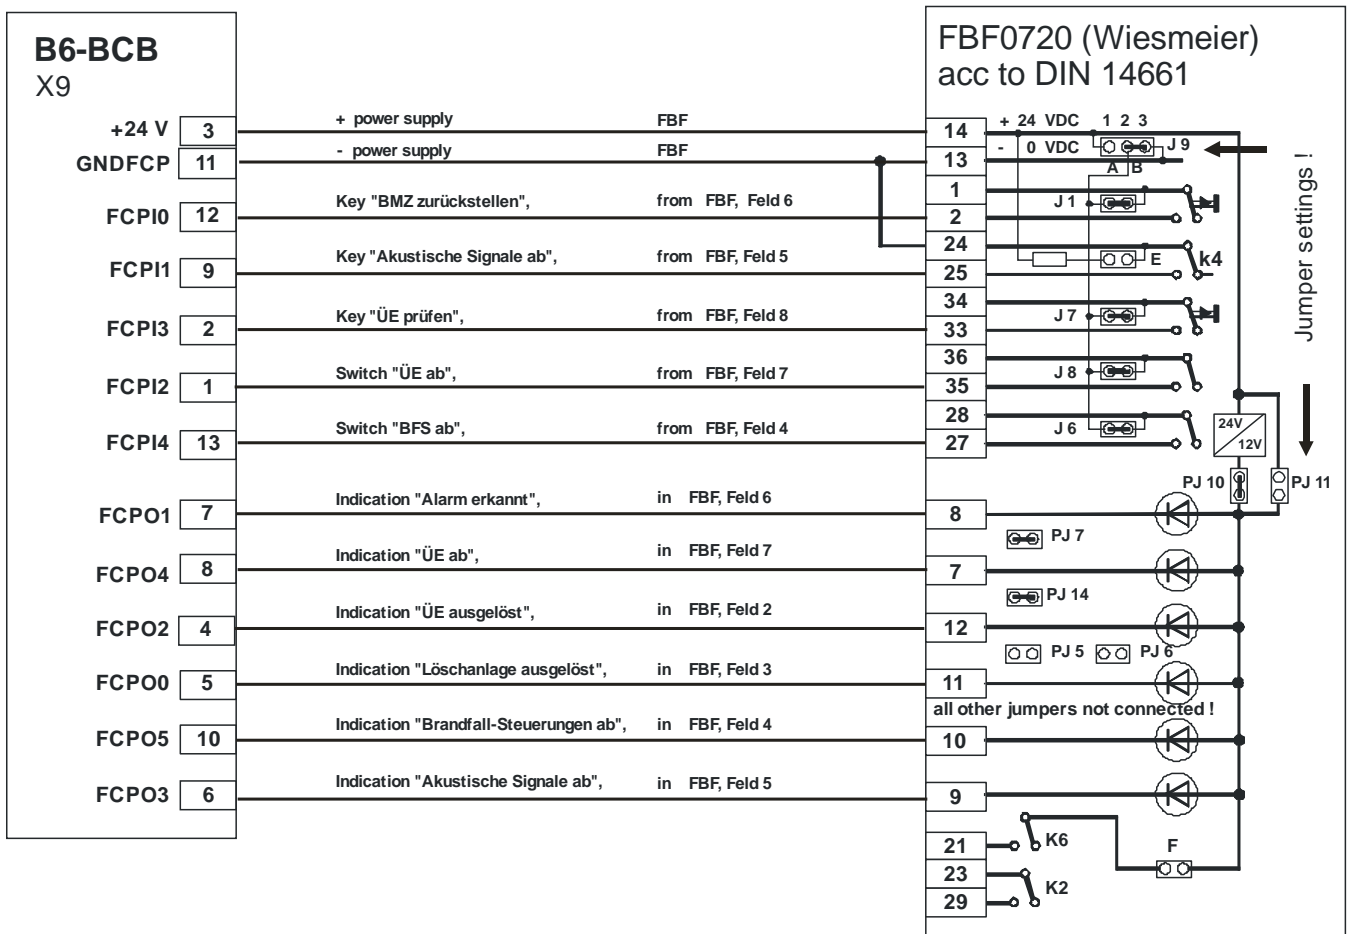 B6-BCB
X9
FBF0720 (Wiesmeier)
acc to DIN 14661
+24 V 3 + power supply FBF 14 + 24 VDC 1 2 3
GNDFCP 11 - power supply FBF 13 - 0 VDC J 9
A B
1
FCPI0 12 Key "BMZ zurückstellen", from FBF, Feld 6 2 J 1
24
FCPI1 9 Key "Akustische Signale ab", from FBF, Feld 5 25 E k4
34
FCPI3 2 Key "ÜE prüfen", from FBF, Feld 8 33 J 7
36
FCPI2 1 Switch "ÜE ab", from FBF, Feld 7 35 J 8
28
FCPI4 13 Switch "BFS ab", from FBF, Feld 4 27 J 6
Jumper settings !
24V
12V
PJ 10 PJ 11
FCPO1 7 Indication "Alarm erkannt", in FBF, Feld 6 8
PJ 7
FCPO4 8 Indication "ÜE ab", in FBF, Feld 7 7
PJ 14
FCPO2 4 Indication "ÜE ausgelöst", in FBF, Feld 2 12
PJ 5 PJ 6
FCPO0 5 Indication "Löschanlage ausgelöst", in FBF, Feld 3 11
all other jumpers not connected !
FCPO5 10 Indication "Brandfall-Steuerungen ab", in FBF, Feld 4 10
FCPO3 6 Indication "Akustische Signale ab", in FBF, Feld 5 9
21 K6 F
23
29 K2